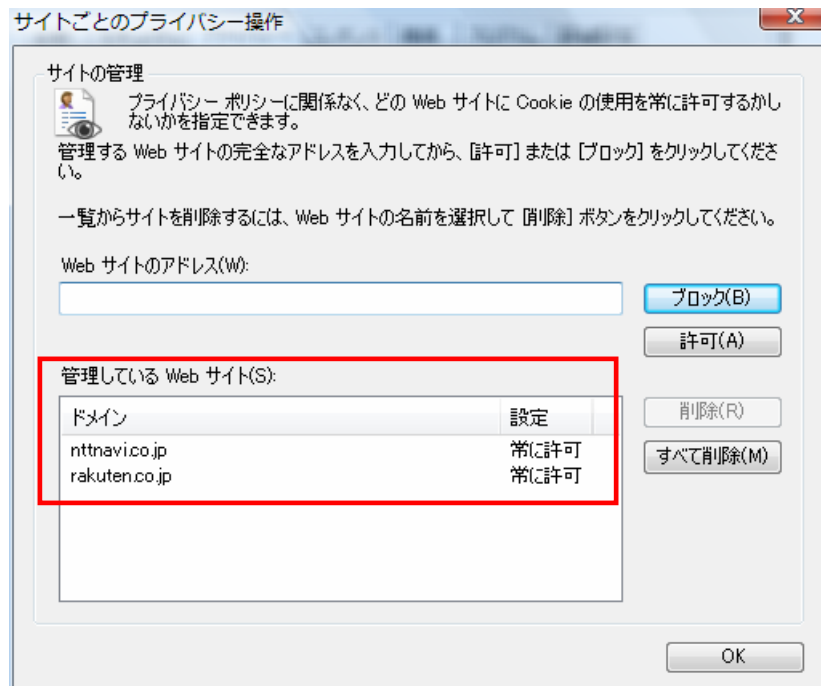 サイトごとのプライバシー操作
サイトの管理
プライバシー ポリシーに関係なく、どの Web サイトに Cookie の使用を常に許可するかし
ないかを指定できます。
管理する Web サイトの完全なアドレスを入力してから、[許可] または [ブロック] をクリックしてくださ
い。
一覧からサイトを削除するには、Web サイトの名前を選択して [削除] ボタンをクリックしてください。
Web サイトのアドレス(W):
ブロック(B)
許可(A)
管理している Web サイト(S):
ドメイン 設定
nttnavi.co.jp 常に許可
rakuten.co.jp 常に許可
削除(R)
すべて削除(M)
OK